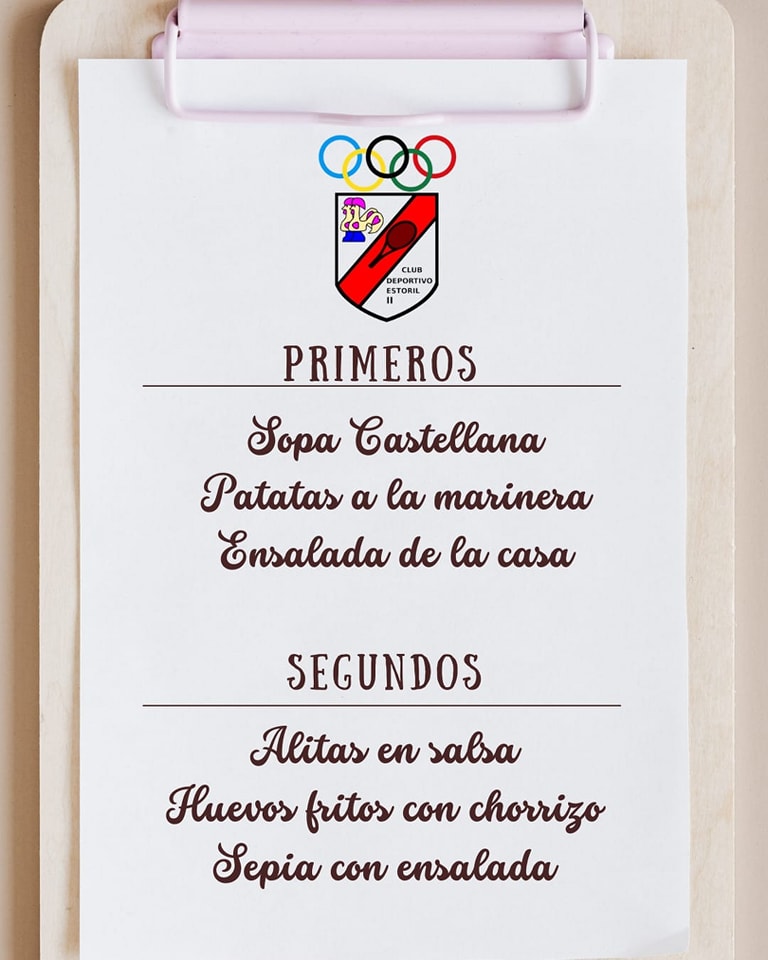 CLUB
DEPORTIVO
ESTORIL
II
PRIMEROS
Sopa Castellana
Patatas a la marinera
Ensalada de la casa
SEGUNDOS
Alitas en salsa
Huevos fritos con chorrizo
Sepia con ensalada